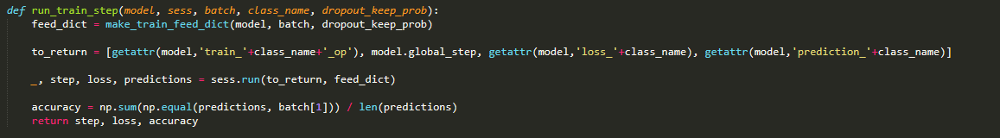 def run_train_step(model, sess, batch, class_name, dropout_keep_prob):
    feed_dict = make_train_feed_dict(model, batch, dropout_keep_prob)
    to_return = [getattr(model,'train_'+class_name+'_op'), model.global_step, getattr(model,'loss_'+class_name), getattr(model,'prediction_'+class_name)]
    _, step, loss, predictions = sess.run(to_return, feed_dict)
    accuracy = np.sum(np.equal(predictions, batch[1])) / len(predictions)
    return step, loss, accuracy